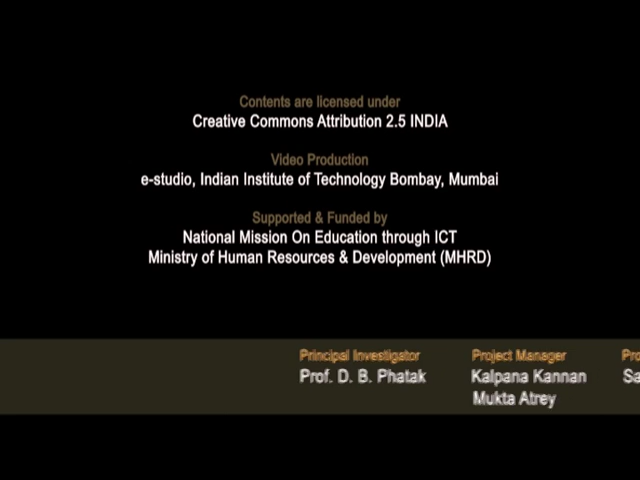 Contents are licensed under
Creative Commons Attribution 2.5 INDIA
Video Production
e-studio, Indian Institute of Technology Bombay, Mumbai
Supported & Funded by
National Mission On Education through ICT
Ministry of Human Resources & Development (MHRD)
Principal Investigator
Prof. D. B. Phatak
Project Manager
Kalpana Kannan
Mukta Atrey